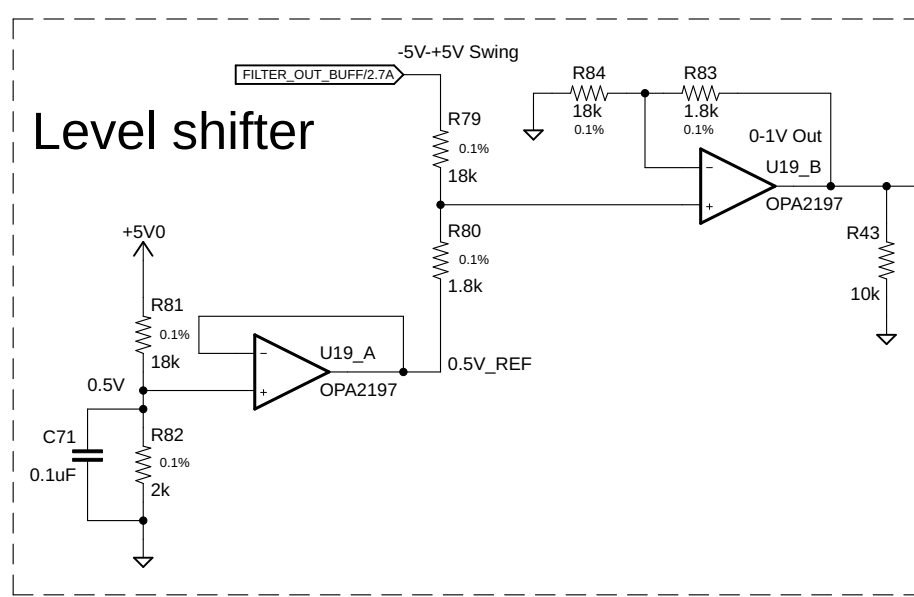 -5V-+5V Swing
FILTER_OUT_BUFF/2.7A
Level shifter
R79
0.1%
18k
R84
18k
0.1%
R83
1.8k
0.1%
0-1V Out
U19_B
OPA2197
-
+
R80
0.1%
1.8k
R43
10k
+5V0
R81
0.1%
18k
0.5V
U19_A
OPA2197
-
+
0.5V_REF
C71
0.1uF
R82
0.1%
2k